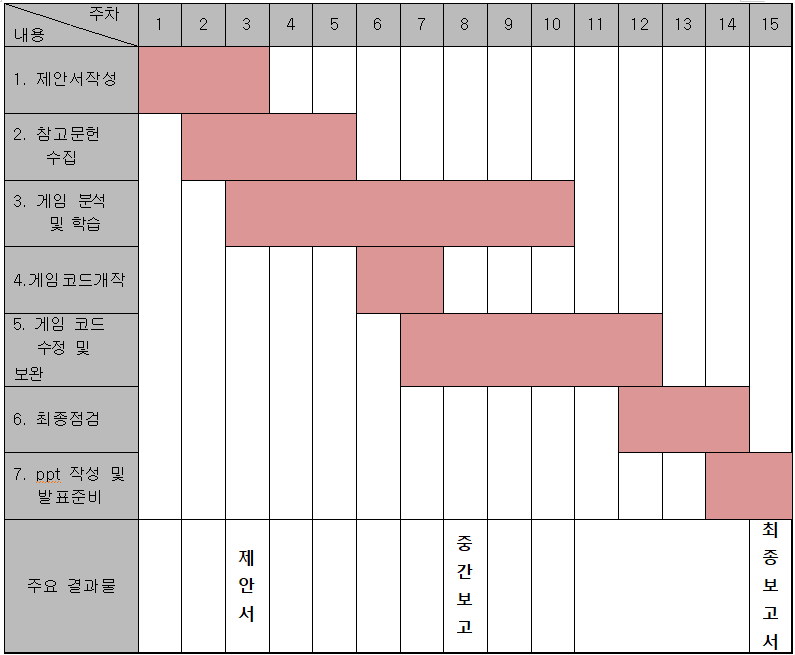 주차
내용
1 2 3 4 5 6 7 8 9 10 11 12 13 14 15
1. 제안서작성
2. 참고문헌
수집
3. 게임 분석
및 학습
4.게임코드개작
5. 게임 코드
수정 및
보완
6. 최종점검
7. ppt 작성 및
발표준비
주요 결과물
제안서
중간보고
최종보고서